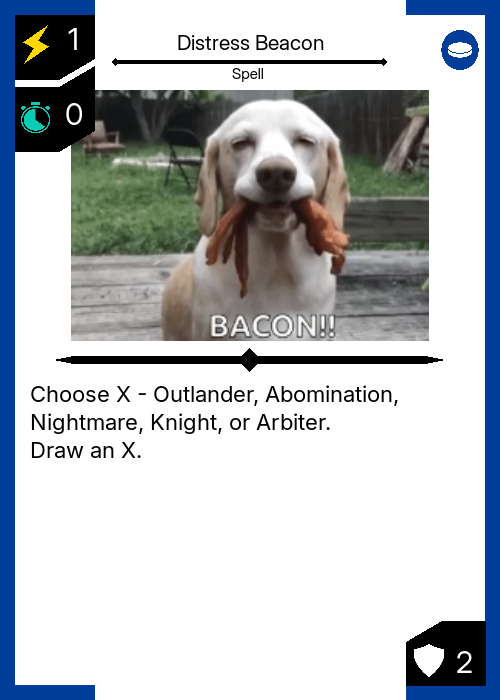 1
Distress Beacon
Spell
0
BACON!!
Choose X - Outlander, Abomination,
Nightmare, Knight, or Arbiter.
Draw an X.
2